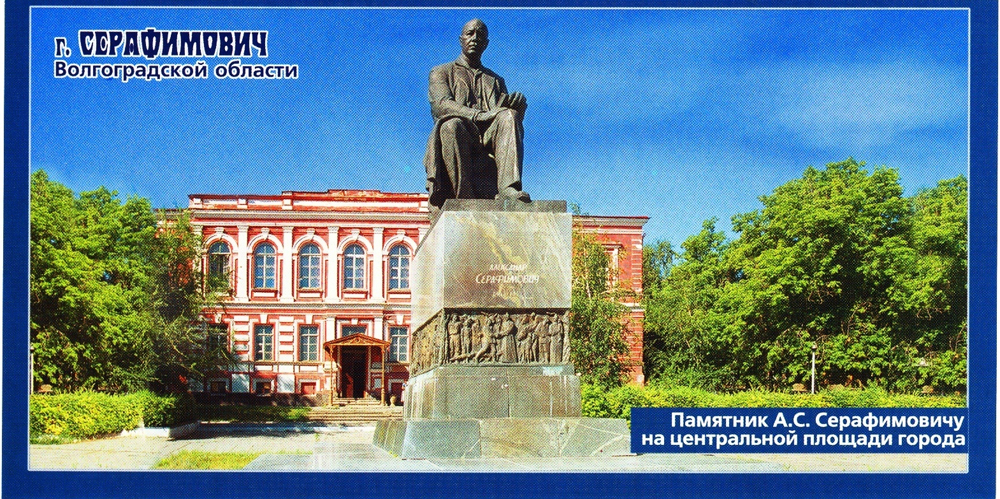 г. СЕРАФИМОВИЧ
Волгоградской области
АЛЕКСАНДР
СЕРАФИМОВИЧ
Памятник А.С. Серафимовичу
на центральной площади города